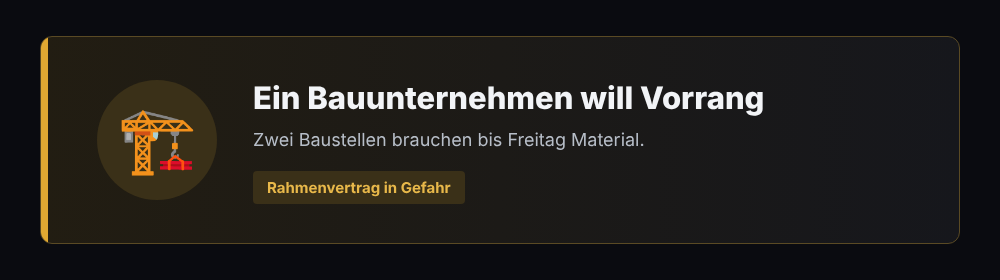 Ein Bauunternehmen will Vorrang
Zwei Baustellen brauchen bis Freitag Material.
Rahmenvertrag in Gefahr